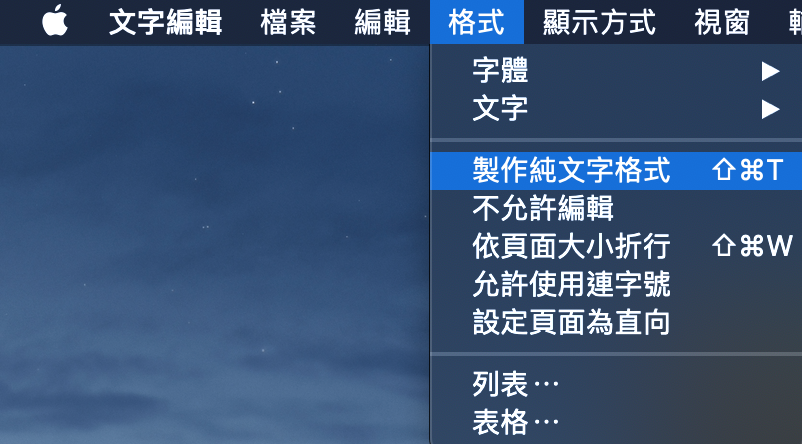 文字編輯 檔案 編輯 格式 顯示方式 視窗
字體 ▶
文字 ▶
製作純文字格式 ⇧⌘T
不允許編輯
依頁面大小折行 ⇧⌘W
允許使用連字號
設定頁面為直向
列表⋯
表格⋯